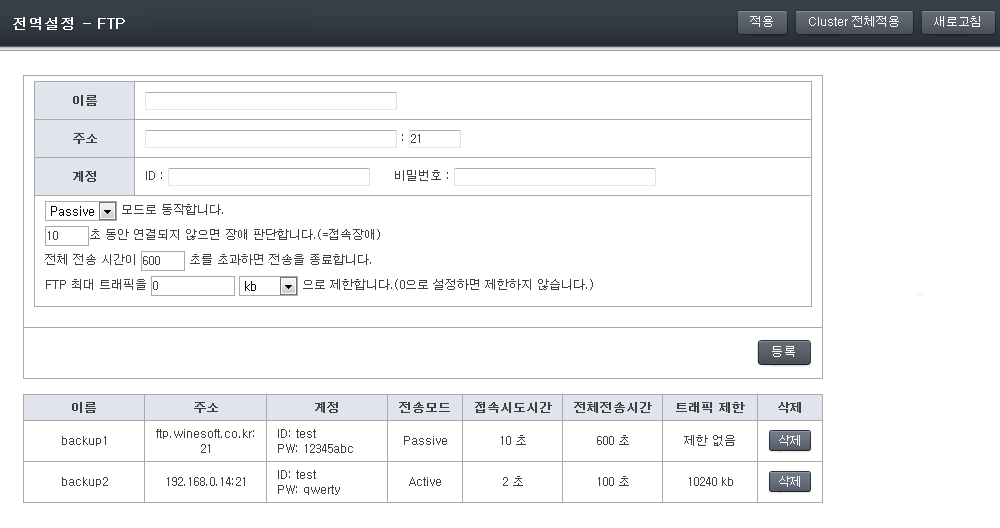 전역설정 - FTP
적용 Cluster 전체적용 새로고침
이름
주소 : 21
계정 ID : 비밀번호 :
Passive 모드로 동작합니다.
10 초 동안 연결되지 않으면 장애 판단합니다.(=접속장애)
전체 전송 시간이 600 초를 초과하면 전송을 종료합니다.
FTP 최대 트래픽을 0 kb 으로 제한합니다.(0으로 설정하면 제한하지 않습니다.)
등록
이름 주소 계정 전송모드 접속시도시간 전체전송시간 트래픽 제한 삭제
backup1 ftp.winesoft.co.kr:
21 ID: test
PW: 12345abc Passive 10 초 600 초 제한 없음 삭제
backup2 192.168.0.14:21 ID: test
PW: qwerty Active 2 초 100 초 10240 kb 삭제